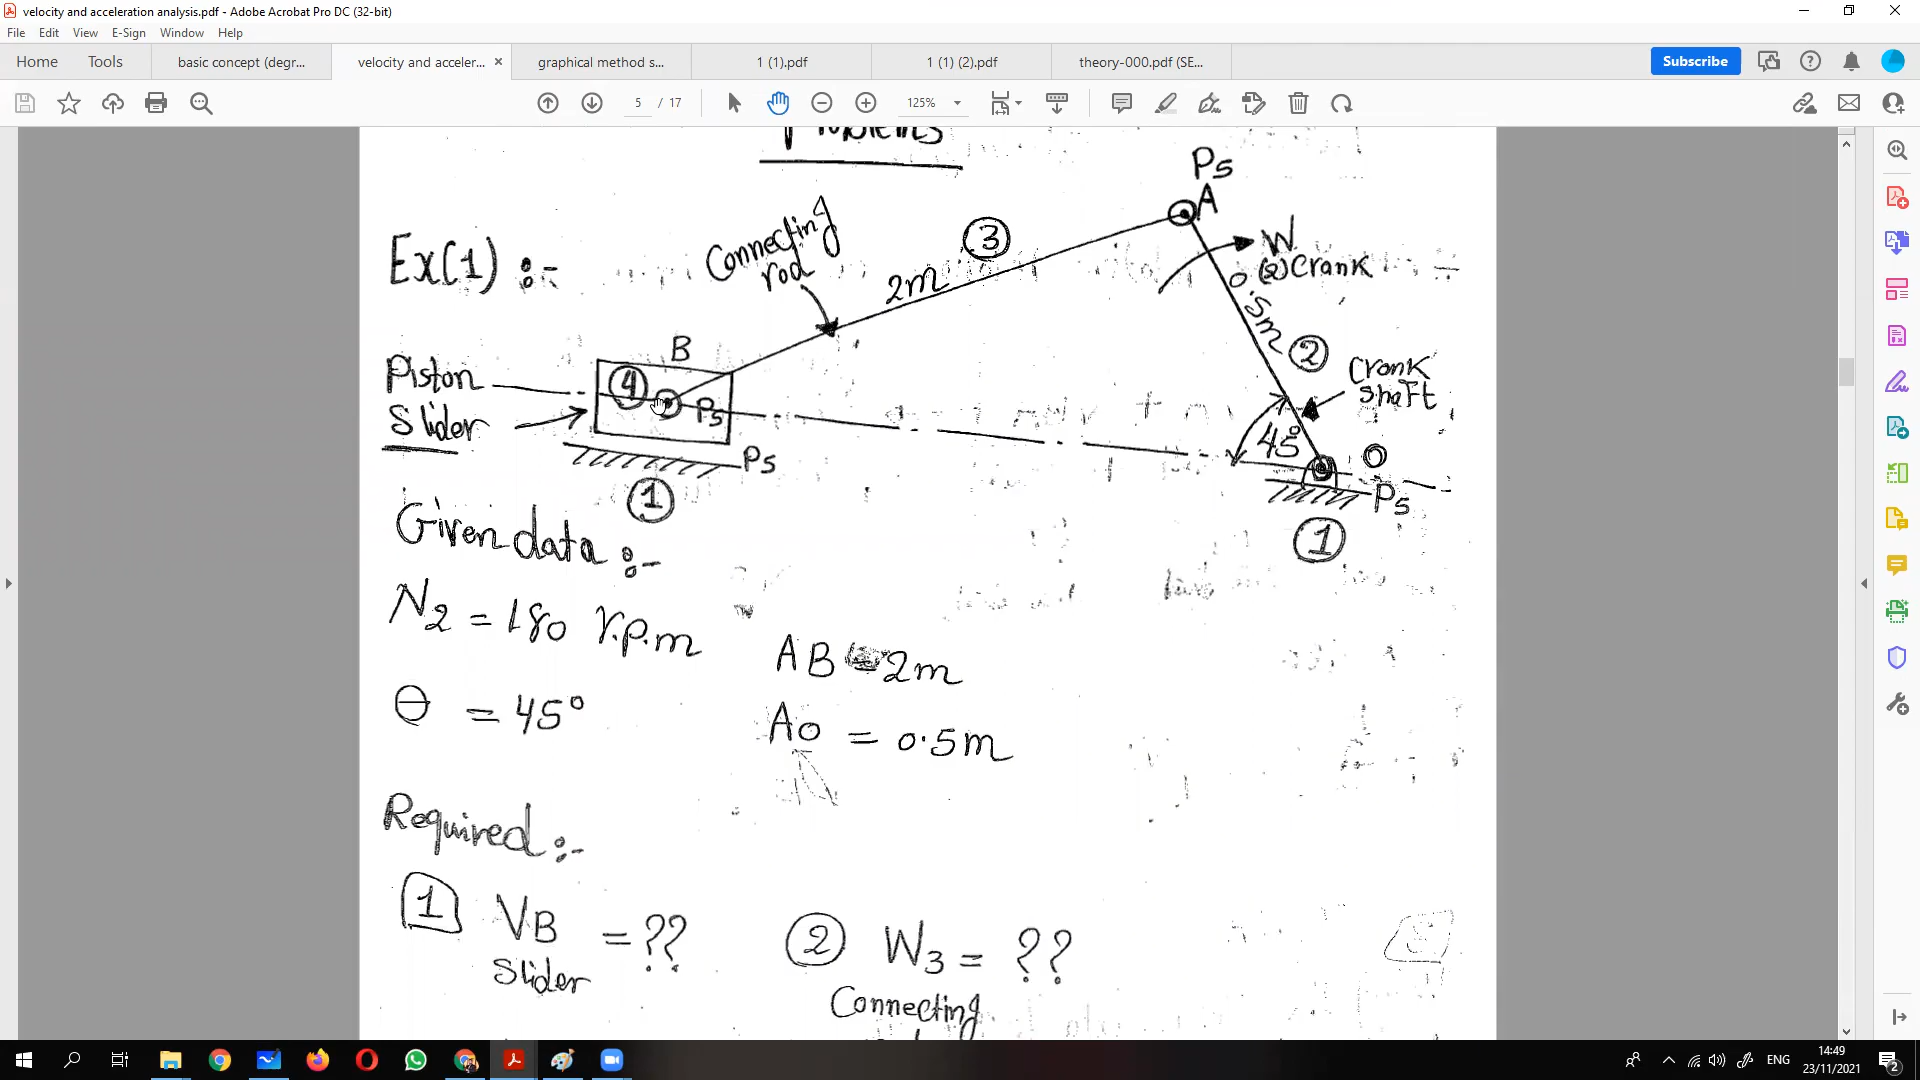 velocity and acceleration analysis.pdf - Adobe Acrobat Pro DC (32-bit)
File Edit View E-Sign Window Help
Home Tools basic concept (degr... velocity and acceler... × graphical method s... 1 (1).pdf 1 (1) (2).pdf theory-000.pdf (SE... Subscribe
5 / 17 125%
Problems
Ps
A
Ex(1) :-
Connecting
rod
3
2m
W
(2) Crank
0.5m
2
Crank
shaft
B
Piston
Slider
4
Ps
Ps
1
45°
O
Ps
1
Given data :-
N2 = 180 r.p.m
AB = 2m
θ = 45°
Ao = 0.5m
Required :-
1 VB = ??
Slider
2 W3 = ??
Connecting
ENG
14:49
23/11/2021
2